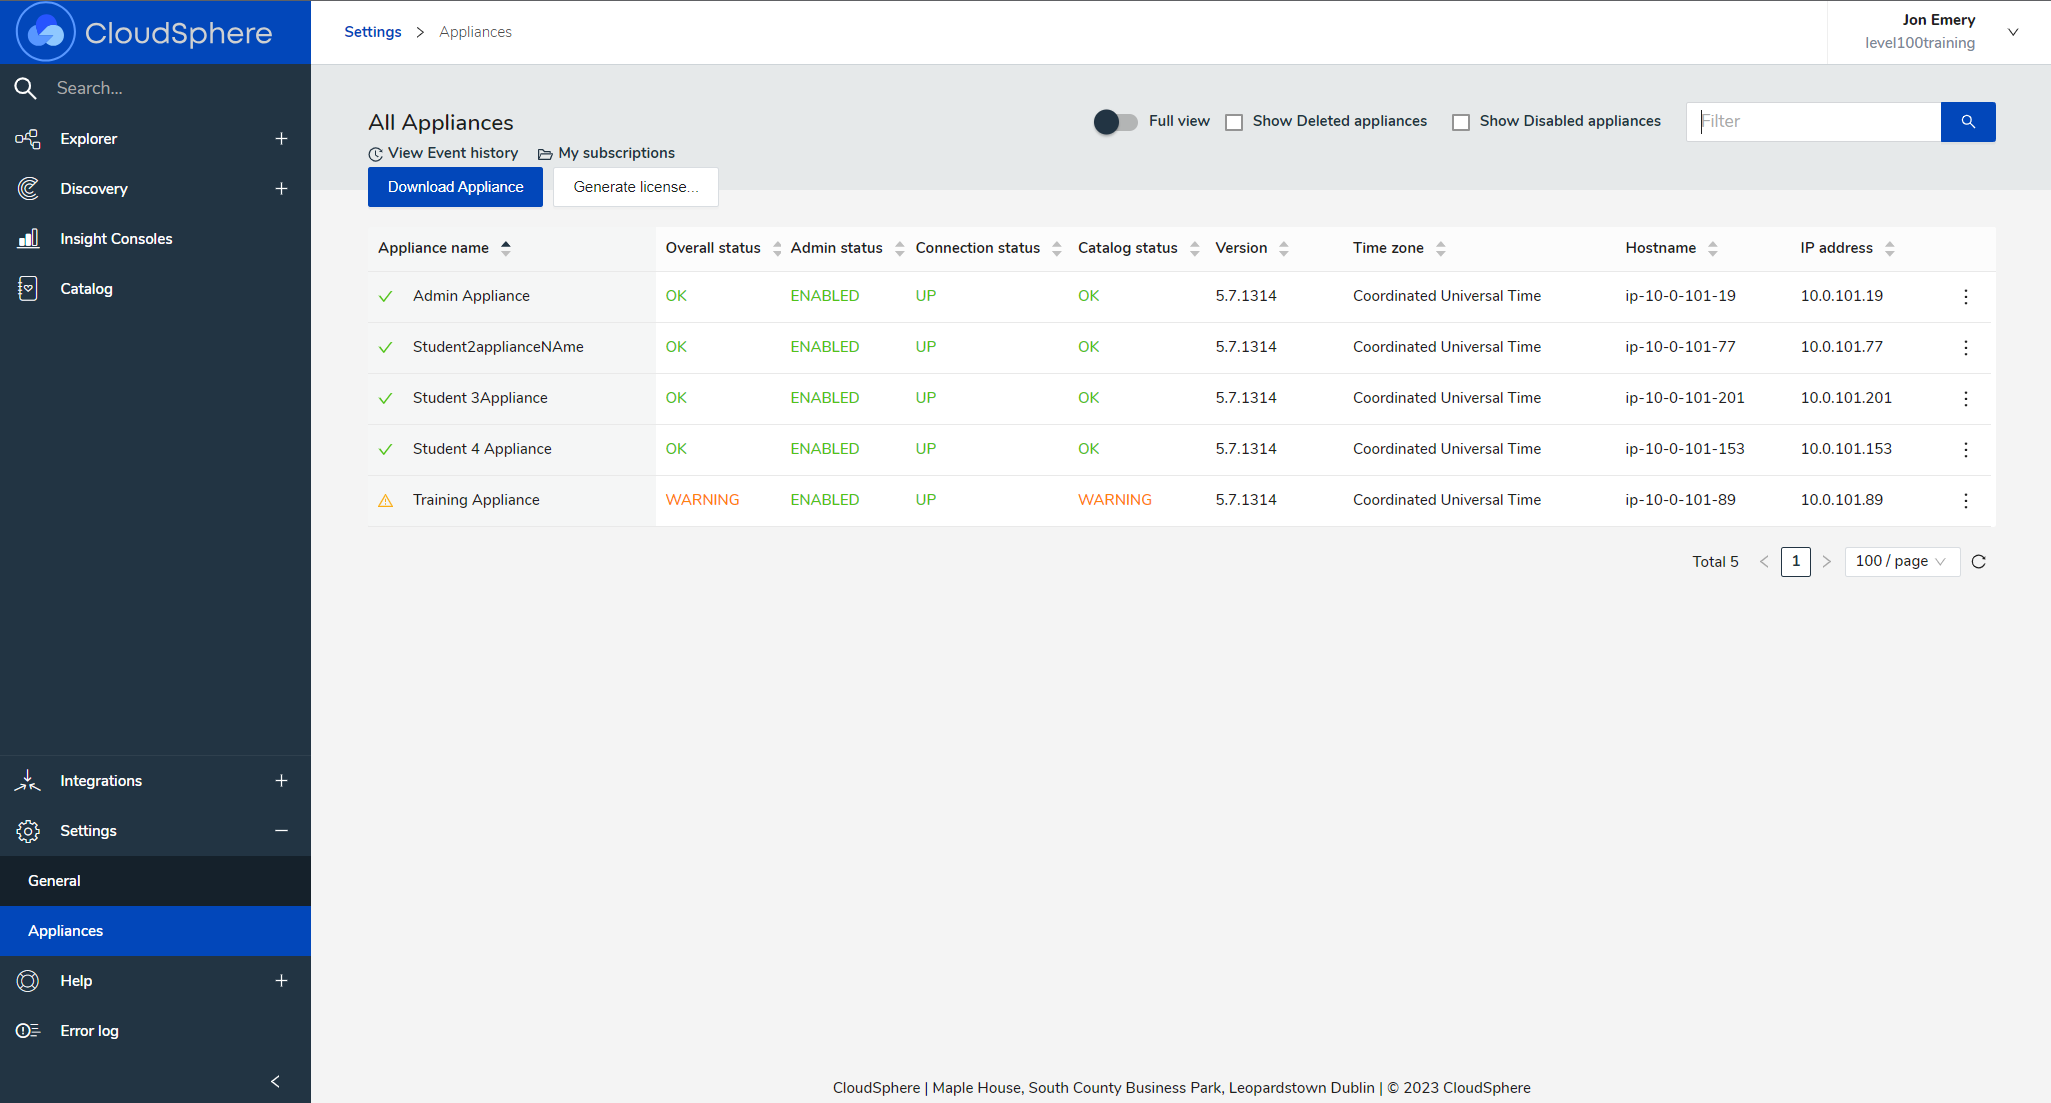 CloudSphere
Settings > Appliances
Jon Emery
level100training
Search...
Explorer
Discovery
Insight Consoles
Catalog
Integrations
Settings
General
Appliances
Help
Error log
All Appliances
Full view
Show Deleted appliances
Show Disabled appliances
Filter
View Event history
My subscriptions
Download Appliance
Generate license...
Appliance name Overall status Admin status Connection status Catalog status Version Time zone Hostname IP address
Admin Appliance OK ENABLED UP OK 5.7.1314 Coordinated Universal Time ip-10-0-101-19 10.0.101.19
Student2applianceNAme OK ENABLED UP OK 5.7.1314 Coordinated Universal Time ip-10-0-101-77 10.0.101.77
Student 3Appliance OK ENABLED UP OK 5.7.1314 Coordinated Universal Time ip-10-0-101-201 10.0.101.201
Student 4 Appliance OK ENABLED UP OK 5.7.1314 Coordinated Universal Time ip-10-0-101-153 10.0.101.153
Training Appliance WARNING ENABLED UP WARNING 5.7.1314 Coordinated Universal Time ip-10-0-101-89 10.0.101.89
Total 5 < 1 > 100 / page
CloudSphere | Maple House, South County Business Park, Leopardstown Dublin | © 2023 CloudSphere